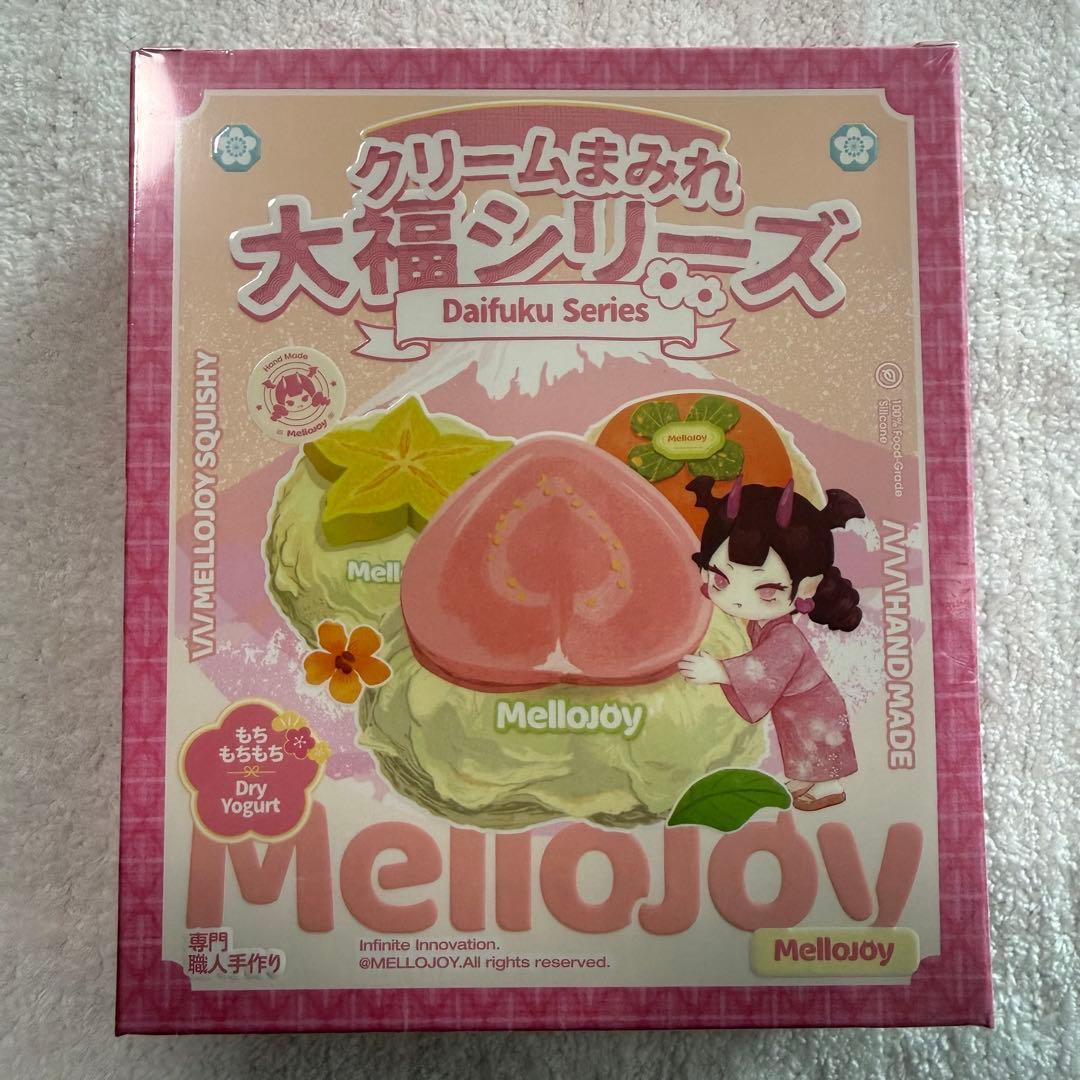 クリームまみれ
大福シリーズ
Daifuku Series
Hand Made
MelloJoy
MELLOJOY SQUISHY
100% Food-Grade
Silicone
MelloJoy
Mell
MelloJoy
HAND MADE
もち
もちもち
Dry
Yogurt
MelloJoy
専門
職人手作り
Infinite Innovation.
@MELLOJOY.All rights reserved.
MelloJoy